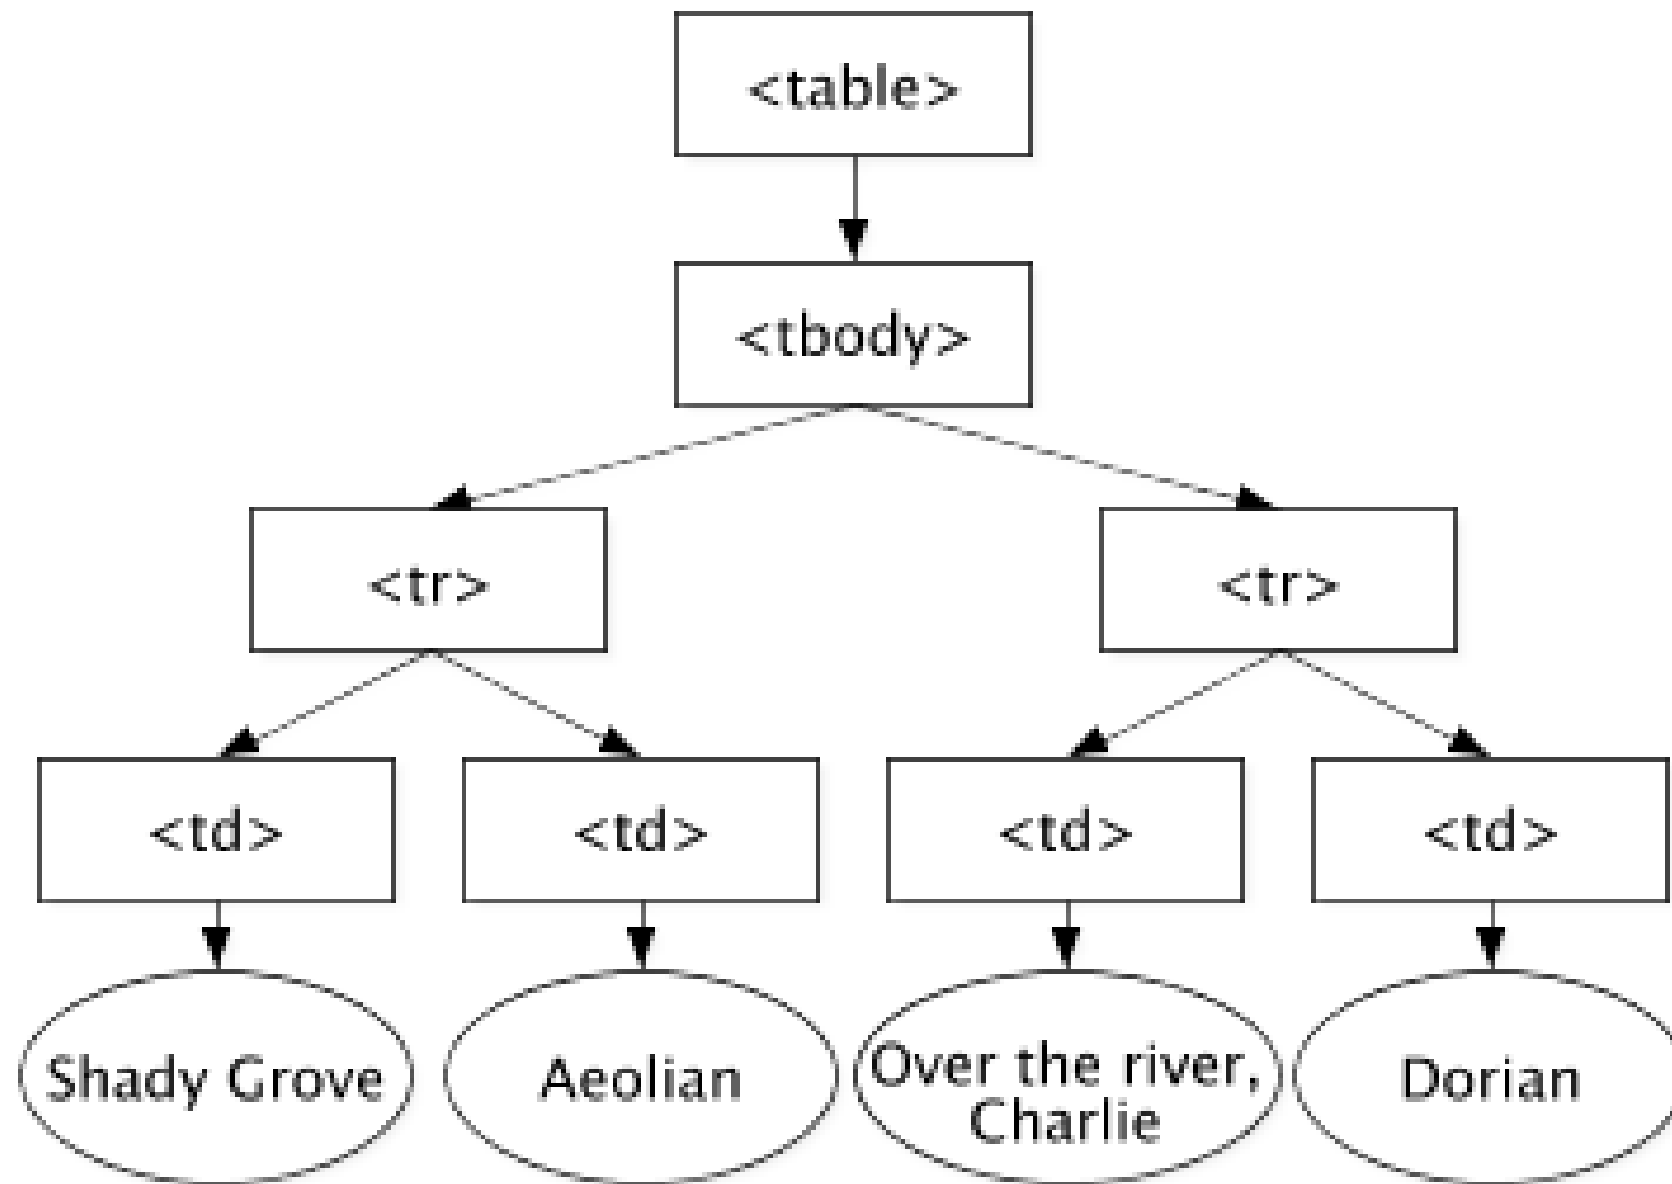 <table>
<tbody>
<tr>
<tr>
<td>
<td>
<td>
<td>
Shady Grove
Aeolian
Over the river,
Charlie
Dorian